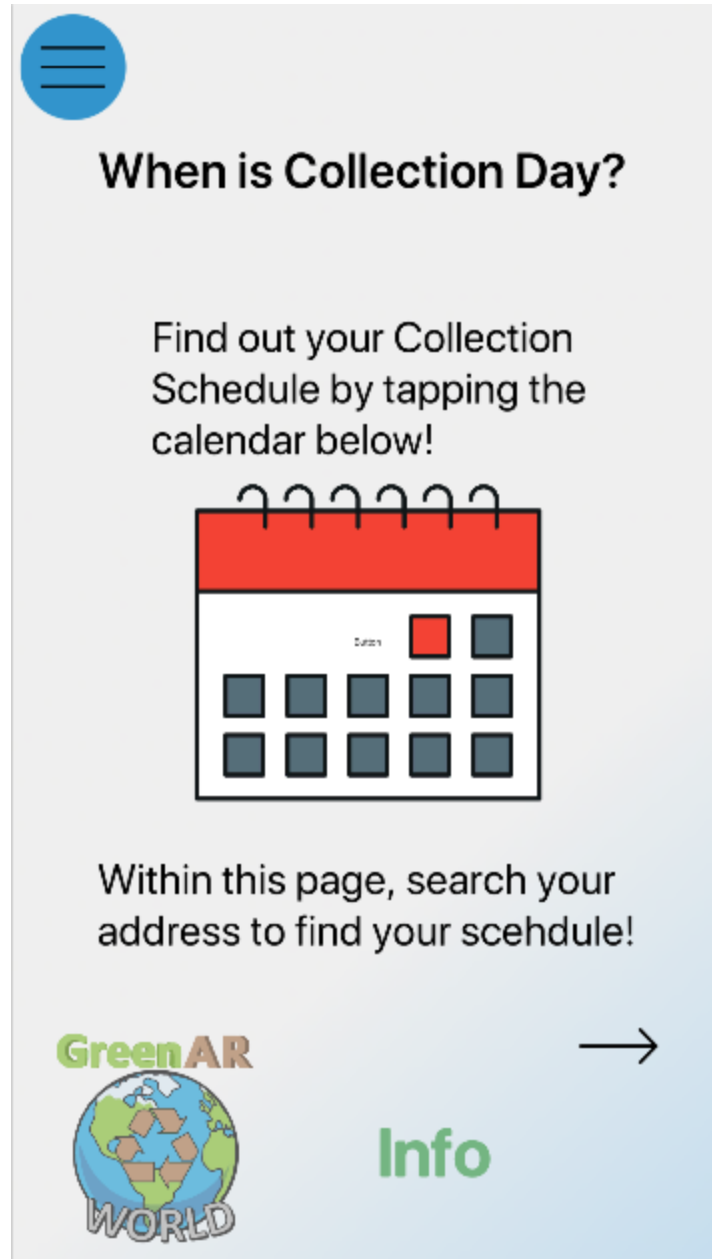 When is Collection Day?
Find out your Collection
Schedule by tapping the
calendar below!
Button
Within this page, search your
address to find your scehdule!
GreenAR
WORLD
Info